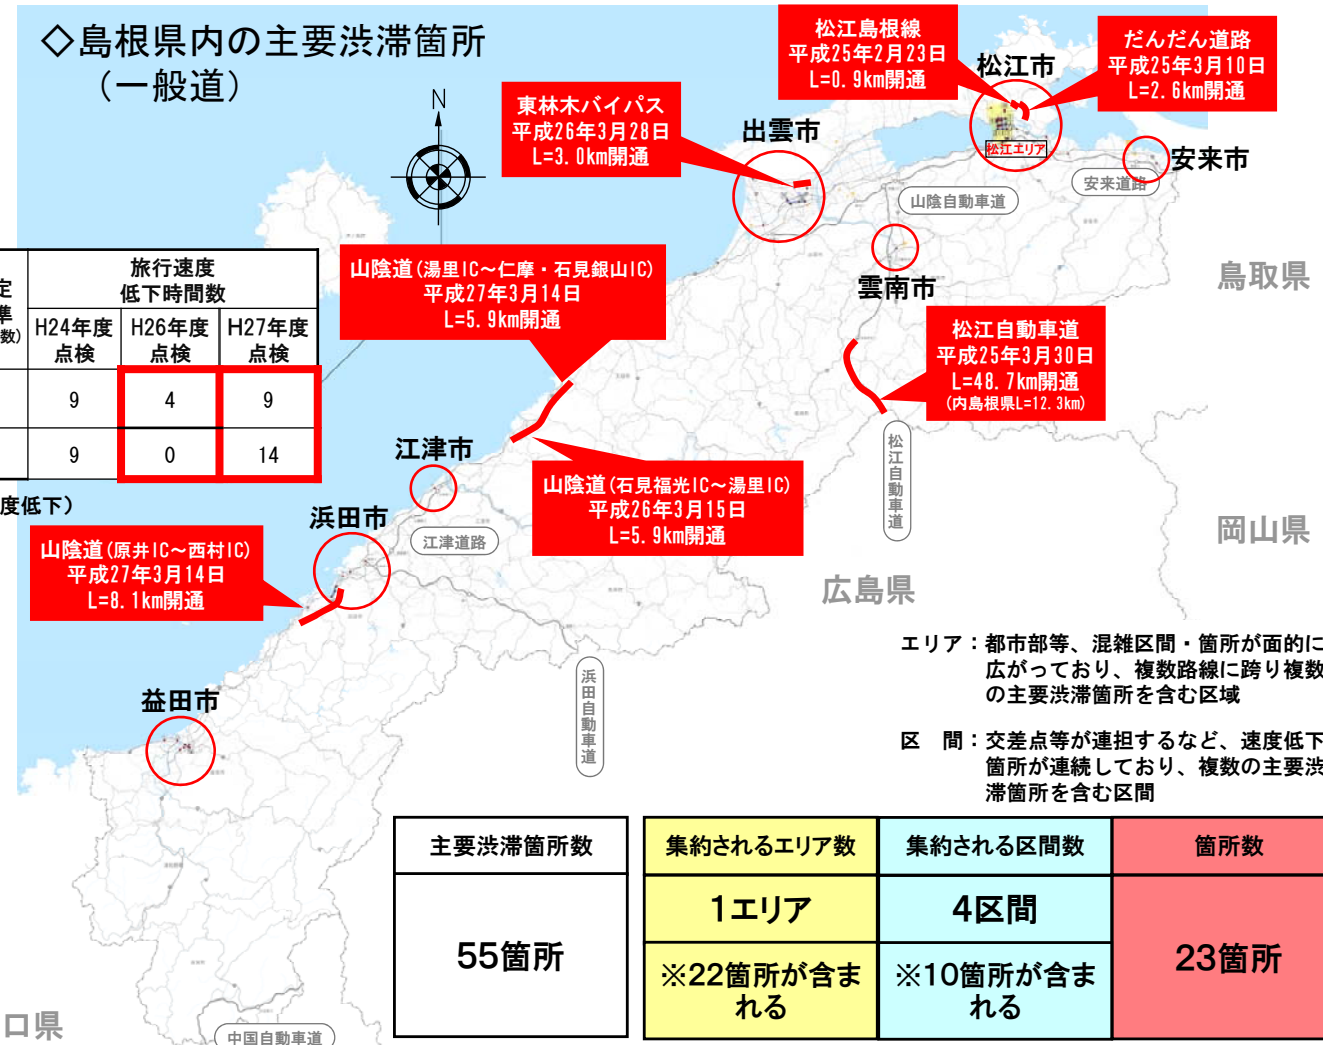 ◇島根県内の主要渋滞箇所
（一般道）
N
松江島根線
平成25年2月23日
L=0.9km開通
だんだん道路
平成25年3月10日
L=2.6km開通
松江市
松江エリア
安来市
安来道路
東林木バイパス
平成26年3月28日
L=3.0km開通
出雲市
山陰自動車道
雲南市
鳥取県
山陰道(湯里IC～仁摩・石見銀山IC)
平成27年3月14日
L=5.9km開通
松江自動車道
平成25年3月30日
L=48.7km開通
(内島根県L=12.3km)
定
準
数)
旅行速度
低下時間数
H24年度
点検
H26年度
点検
H27年度
点検
9 4 9
9 0 14
度低下）
江津市
山陰道(石見福光IC～湯里IC)
平成26年3月15日
L=5.9km開通
松江自動車道
浜田市
江津道路
岡山県
山陰道(原井IC～西村IC)
平成27年3月14日
L=8.1km開通
広島県
浜田自動車道
益田市
エリア：都市部等、混雑区間・箇所が面的に
広がっており、複数路線に跨り複数
の主要渋滞箇所を含む区域
区　間：交差点等が連担するなど、速度低下
箇所が連続しており、複数の主要渋
滞箇所を含む区間
主要渋滞箇所数
55箇所
集約されるエリア数
1エリア
※22箇所が含ま
れる
集約される区間数
4区間
※10箇所が含ま
れる
箇所数
23箇所
口県
中国自動車道